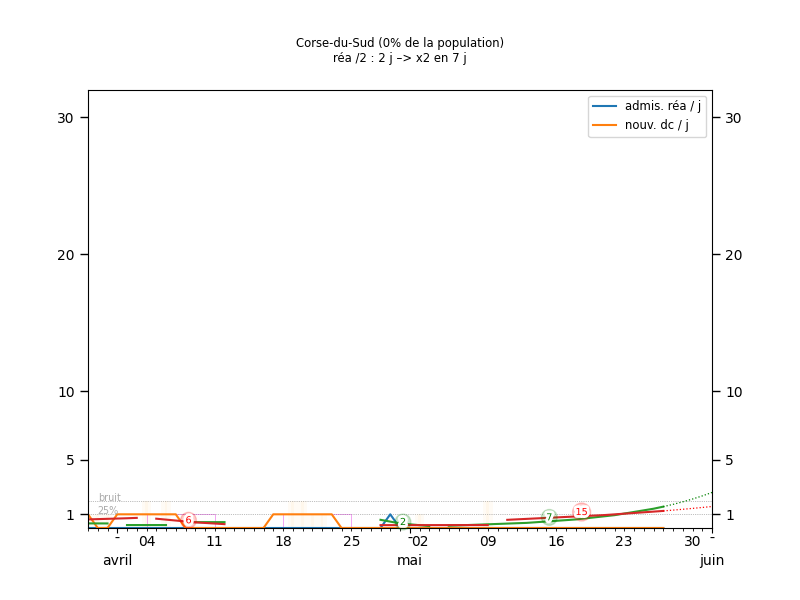 Corse-du-Sud (0% de la population)
réa /2 : 2 j –> x2 en 7 j
admis. réa / j
nouv. dc / j
30 30
20 20
10 10
5 5
1 1
bruit
25%
6 2 7 15
- 04 11 18 25 - 02 09 16 23 30 -
avril mai juin